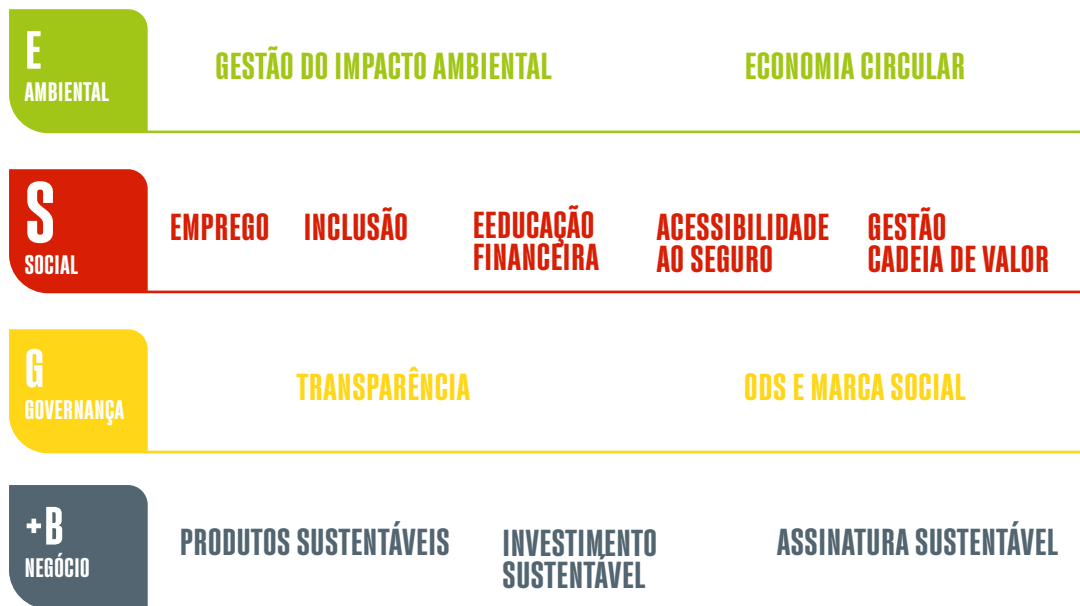 E
AMBIENTAL
GESTÃO DO IMPACTO AMBIENTAL
ECONOMIA CIRCULAR
S
SOCIAL
EMPREGO
INCLUSÃO
EEDUCAÇÃO
FINANCEIRA
ACESSIBILIDADE
AO SEGURO
GESTÃO
CADEIA DE VALOR
G
GOVERNANÇA
TRANSPARÊNCIA
ODS E MARCA SOCIAL
+B
NEGÓCIO
PRODUTOS SUSTENTÁVEIS
INVESTIMENTO
SUSTENTÁVEL
ASSINATURA SUSTENTÁVEL